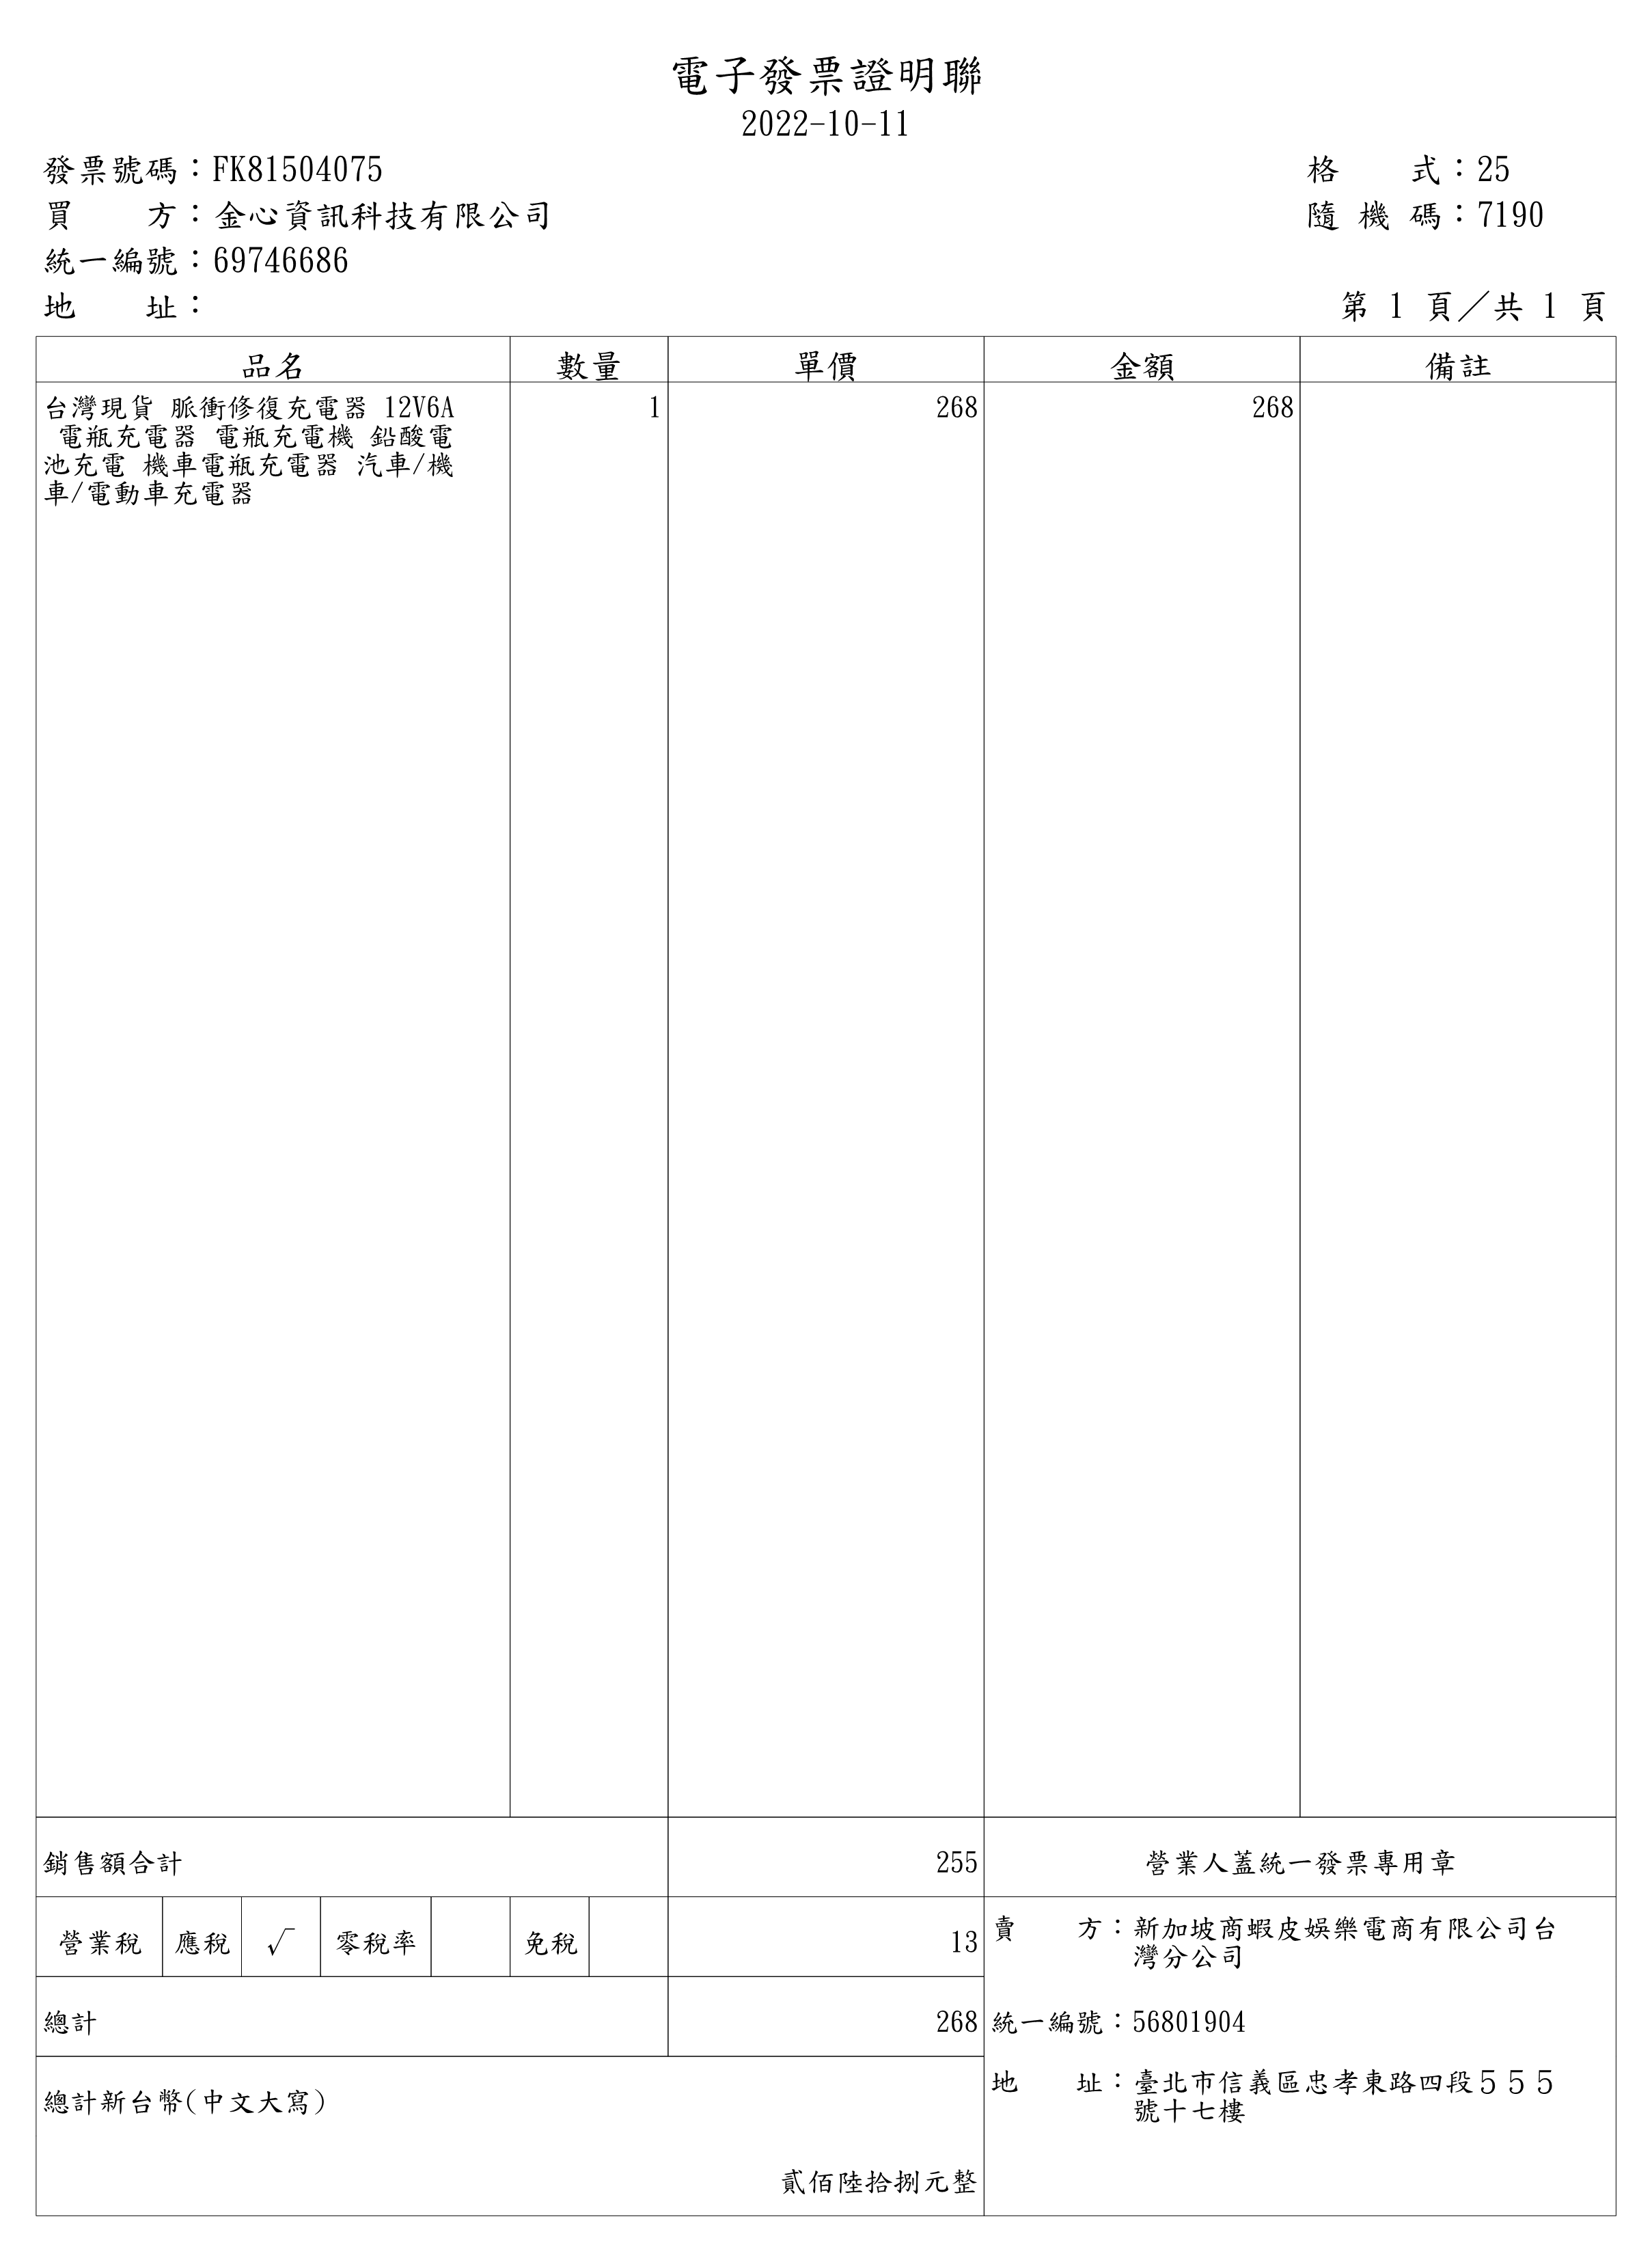 電子發票證明聯
2022-10-11
發票號碼：FK81504075
格　　式：25
買　　方：金心資訊科技有限公司
隨 機 碼：7190
統一編號：69746686
地　　址：
第 1 頁／共 1 頁
品名 數量 單價 金額 備註
台灣現貨 脈衝修復充電器 12V6A 1 268 268
電瓶充電器 電瓶充電機 鉛酸電
池充電 機車電瓶充電器 汽車/機
車/電動車充電器
銷售額合計 255 營業人蓋統一發票專用章
營業稅 應稅 √ 零稅率 免稅 13
賣　　方：新加坡商蝦皮娛樂電商有限公司台
灣分公司
總計 268
統一編號：56801904
地　　址：臺北市信義區忠孝東路四段５５５
號十七樓
總計新台幣(中文大寫)
貳佰陸拾捌元整